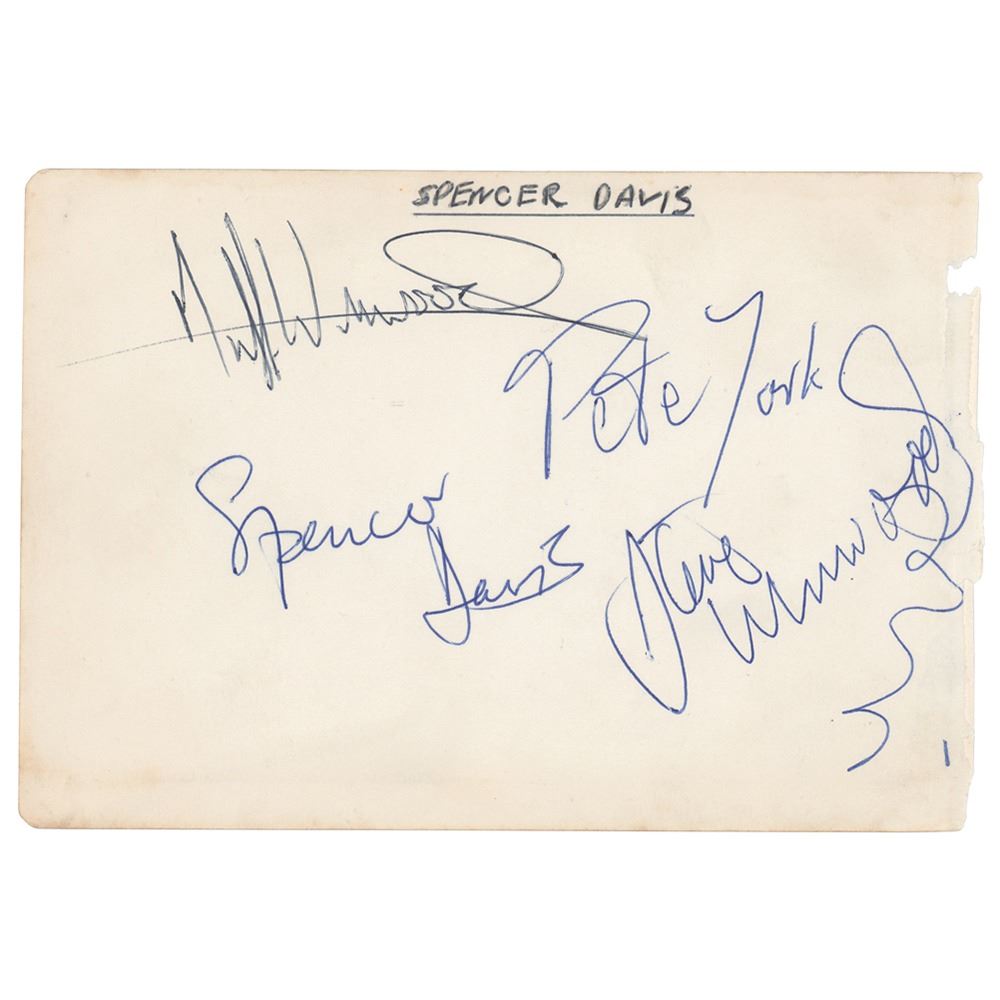 SPENCER DAVIS
Muff Winwood
Pete York
Spencer
Davis
Steve Winwood